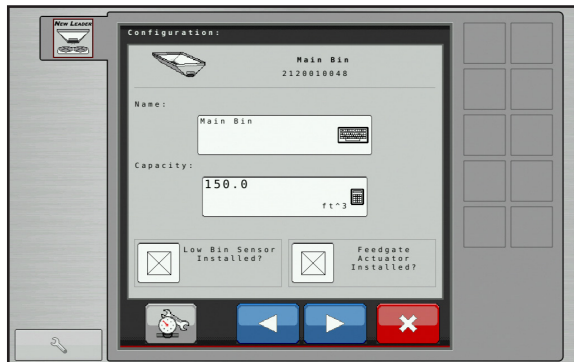 NEW LEADER
Configuration:
Main Bin
2120010048
Name:
Main Bin
Capacity:
150.0
ft^3
Low Bin Sensor
Installed?
Feedgate
Actuator
Installed?